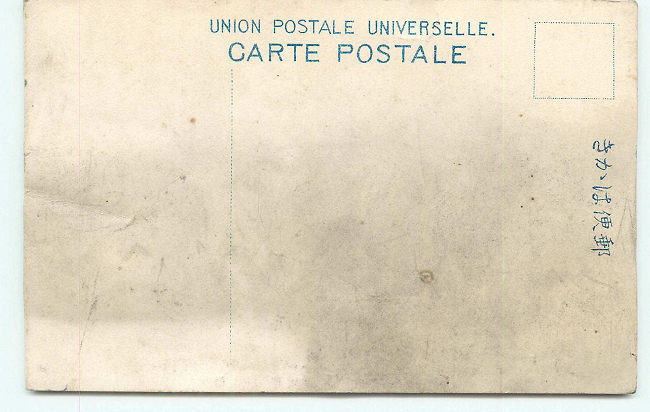 UNION POSTALE UNIVERSELLE.
CARTE POSTALE
きかは便郵